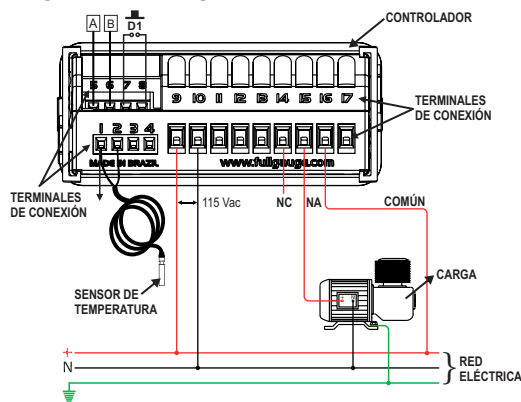 A B
D1
CONTROLADOR
5 6 7 8
9 10 11 12 13 14 15 16 17
TERMINALES
DE CONEXIÓN
1 2 3 4
MADE IN BRAZIL
www.fullgauge.com
TERMINALES
DE CONEXIÓN
115 Vac
NC
NA
COMÚN
SENSOR DE
TEMPERATURA
CARGA
+
N
RED
ELÉCTRICA